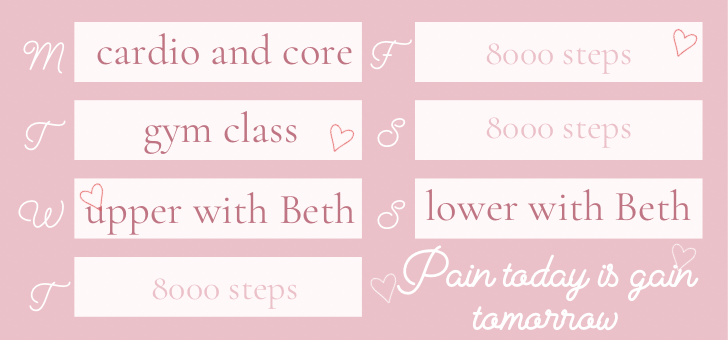 M cardio and core
T gym class
W upper with Beth
T 8000 steps
F 8000 steps
S 8000 steps
S lower with Beth
Pain today is gain
tomorrow